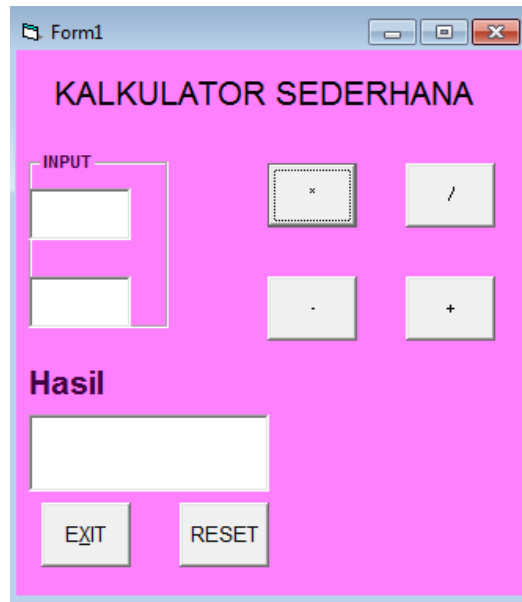 Form1
KALKULATOR SEDERHANA
INPUT
* /
- +
Hasil
EXIT RESET